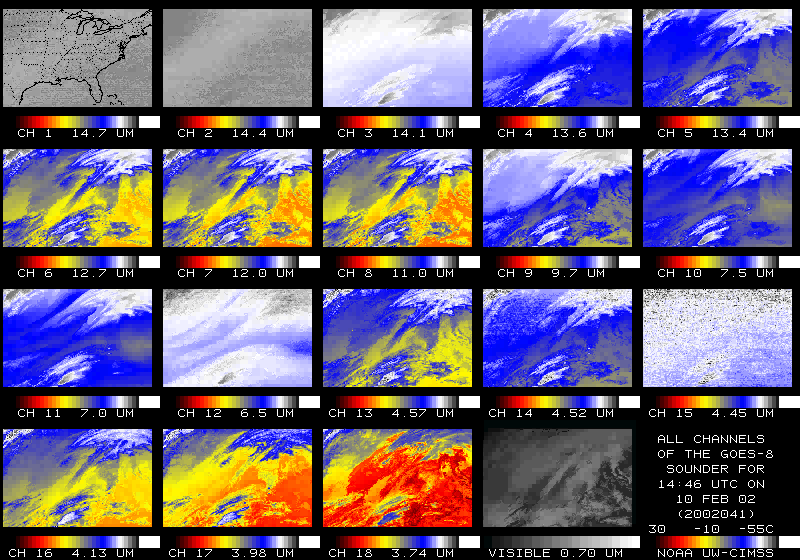 CH 1 14.7 UM
CH 2 14.4 UM
CH 3 14.1 UM
CH 4 13.6 UM
CH 5 13.4 UM
CH 6 12.7 UM
CH 7 12.0 UM
CH 8 11.0 UM
CH 9 9.7 UM
CH 10 7.5 UM
CH 11 7.0 UM
CH 12 6.5 UM
CH 13 4.57 UM
CH 14 4.52 UM
CH 15 4.45 UM
CH 16 4.13 UM
CH 17 3.98 UM
CH 18 3.74 UM
VISIBLE 0.70 UM
ALL CHANNELS
OF THE GOES-8
SOUNDER FOR
14:46 UTC ON
10 FEB 02
(2002041)
30 -10 -55C
NOAA UW-CIMSS